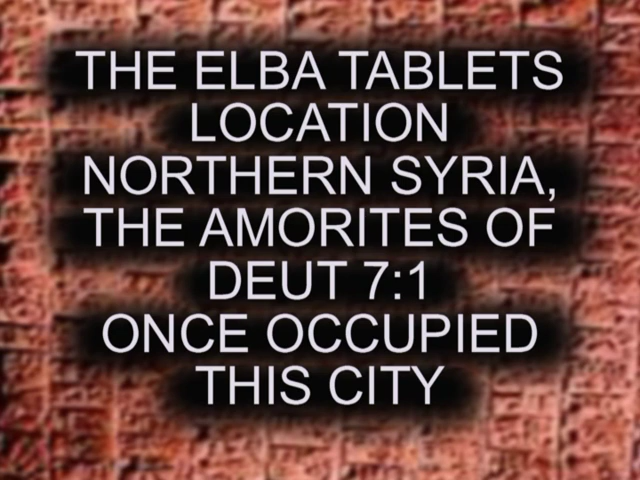 THE ELBA TABLETS
LOCATION
NORTHERN SYRIA,
THE AMORITES OF
DEUT 7:1
ONCE OCCUPIED
THIS CITY